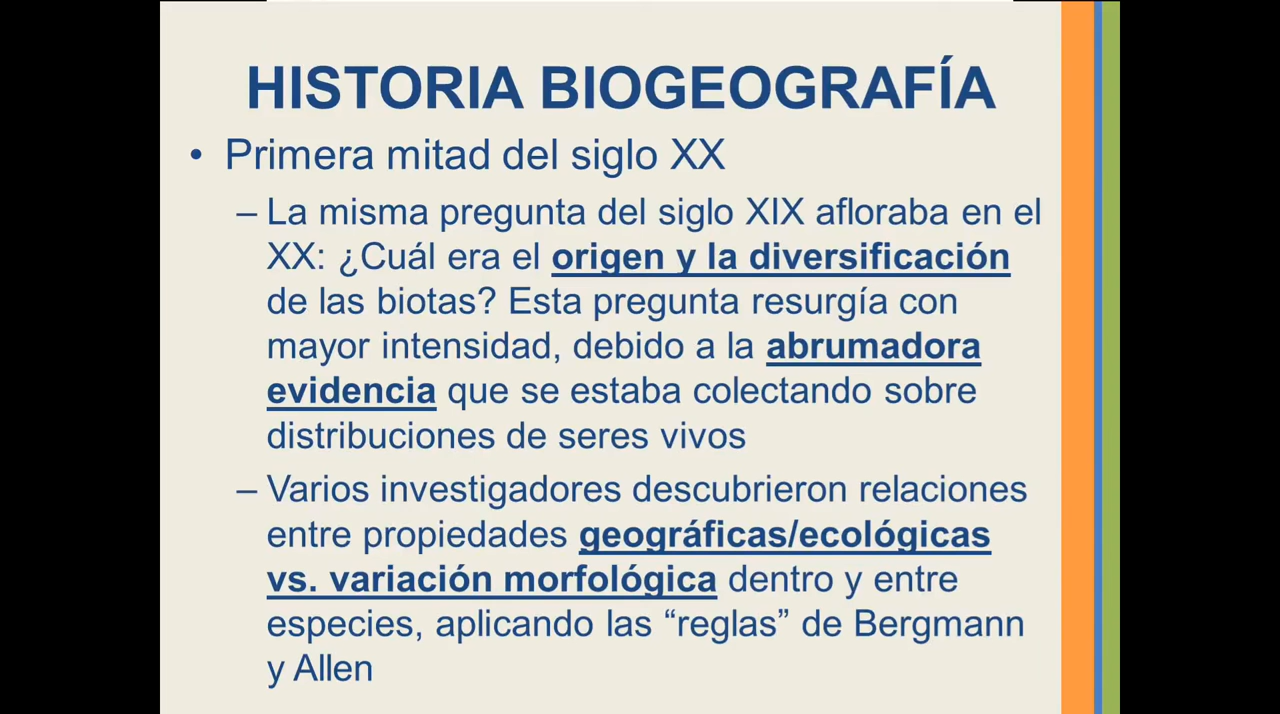 HISTORIA BIOGEOGRAFÍA
• Primera mitad del siglo XX
– La misma pregunta del siglo XIX afloraba en el
XX: ¿Cuál era el origen y la diversificación
de las biotas? Esta pregunta resurgía con
mayor intensidad, debido a la abrumadora
evidencia que se estaba colectando sobre
distribuciones de seres vivos
– Varios investigadores descubrieron relaciones
entre propiedades geográficas/ecológicas
vs. variación morfológica dentro y entre
especies, aplicando las “reglas” de Bergmann
y Allen